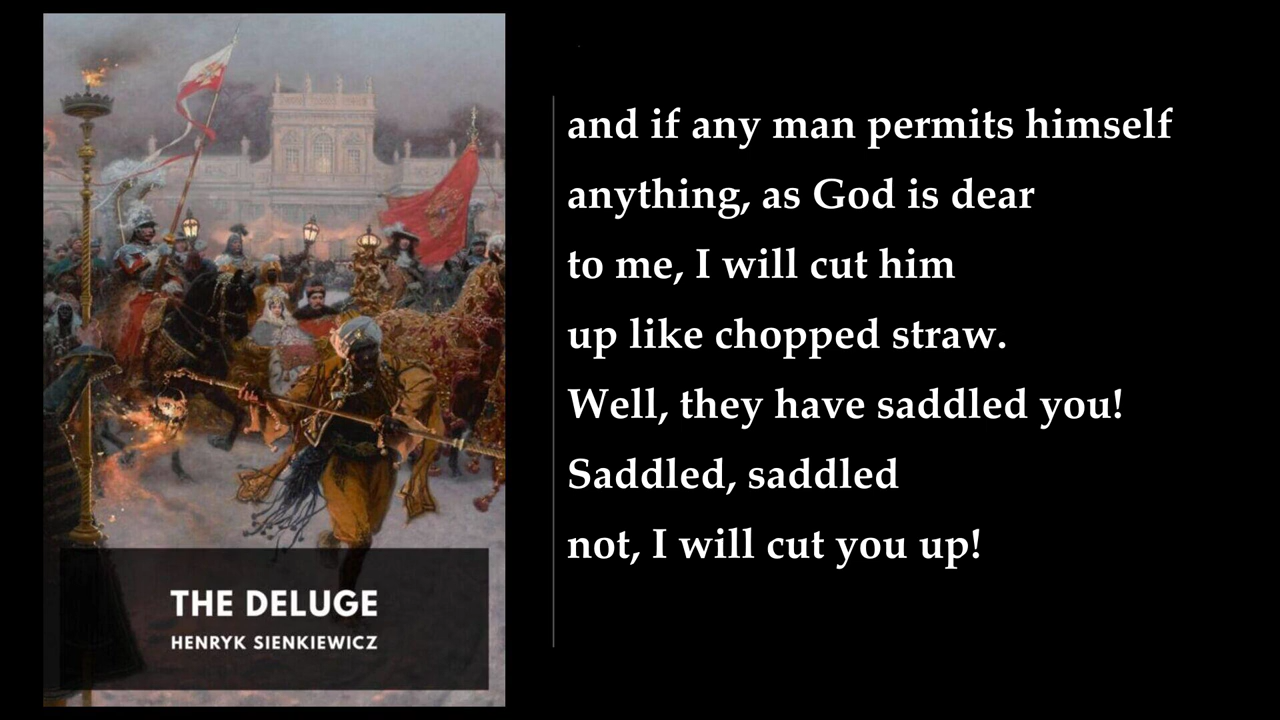 THE DELUGE
HENRYK SIENKIEWICZ
and if any man permits himself
anything, as God is dear
to me, I will cut him
up like chopped straw.
Well, they have saddled you!
Saddled, saddled
not, I will cut you up!